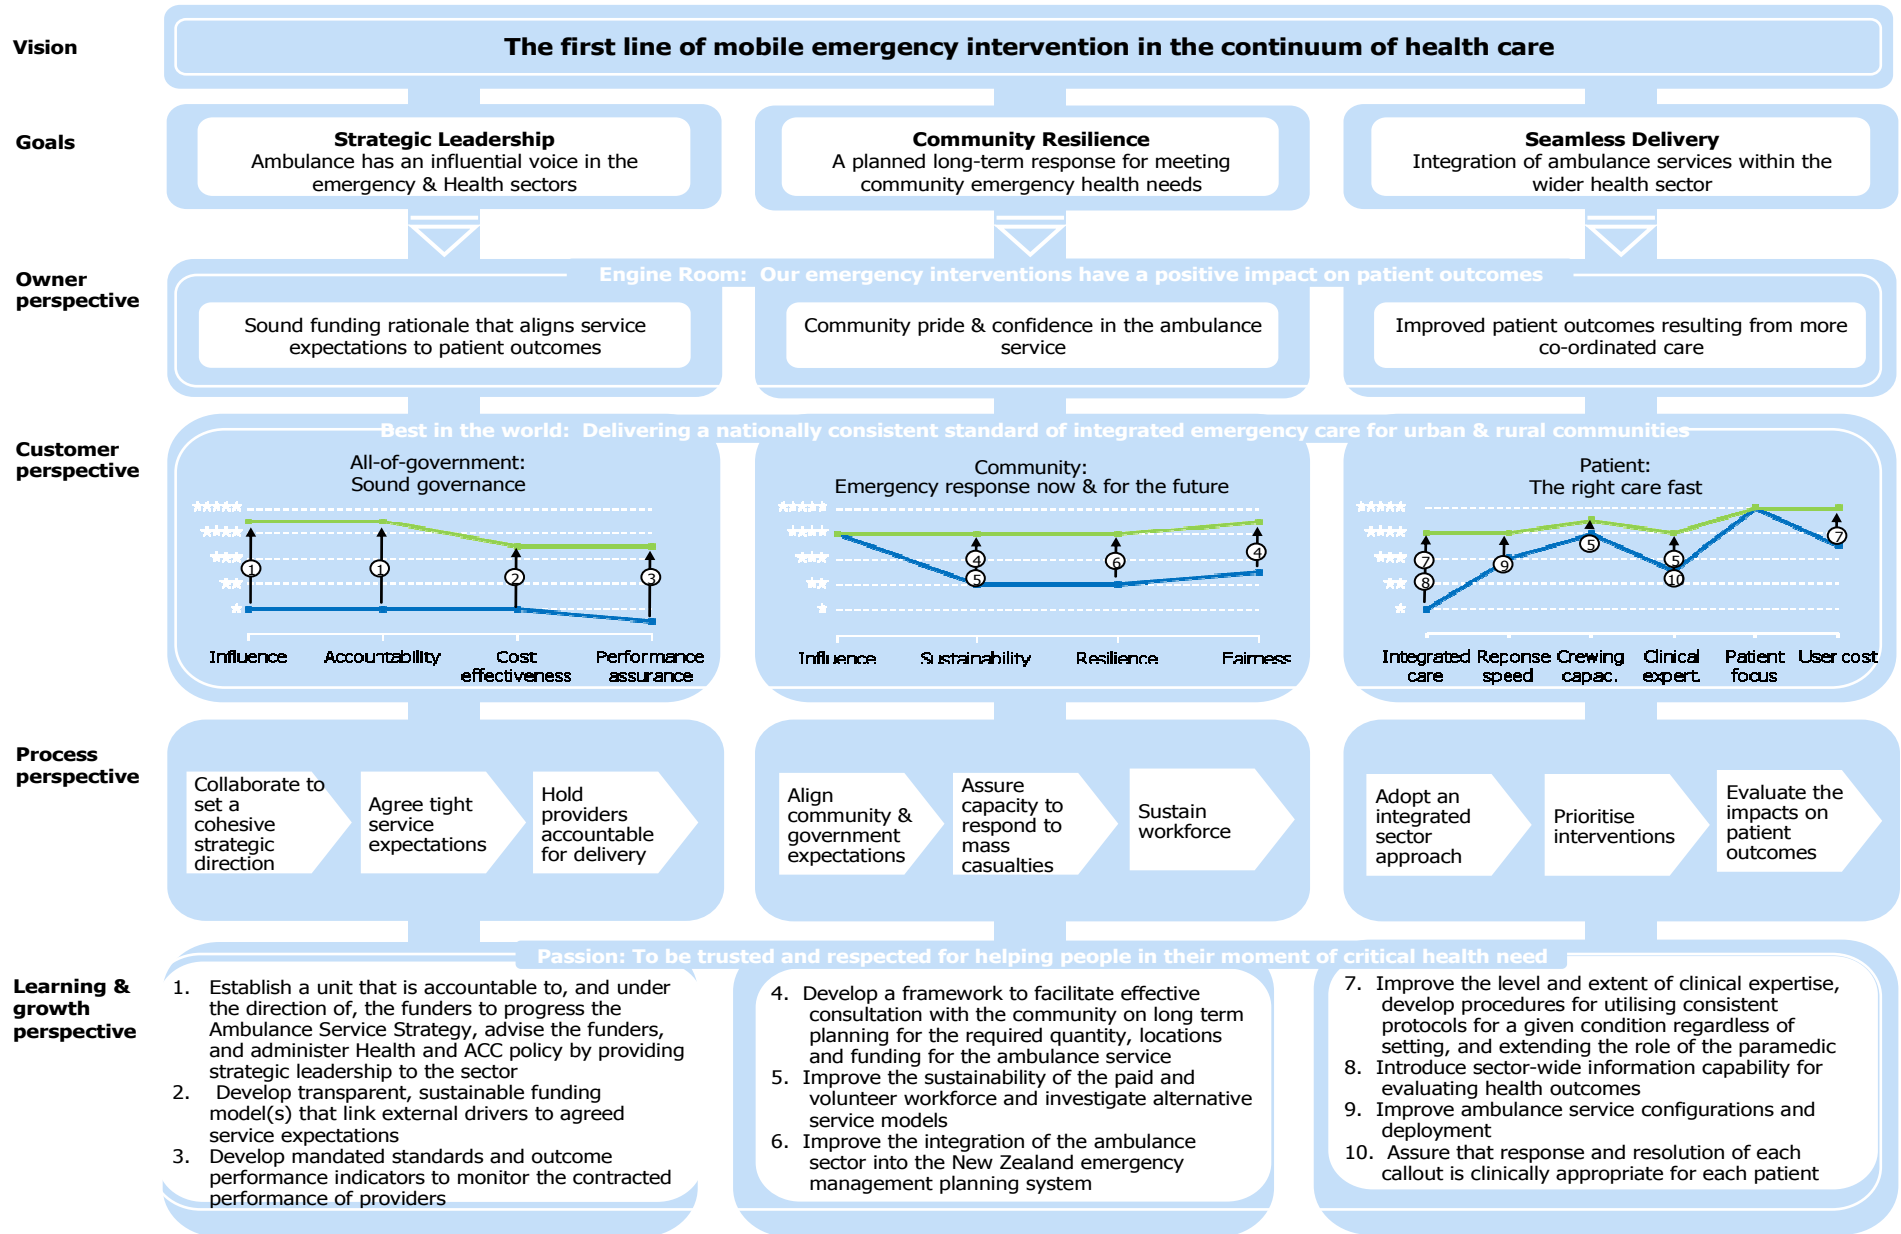 Vision
The first line of mobile emergency intervention in the continuum of health care
Goals
Strategic Leadership
Ambulance has an influential voice in the
emergency & Health sectors
Community Resilience
A planned long-term response for meeting
community emergency health needs
Seamless Delivery
Integration of ambulance services within the
wider health sector
Owner
perspective
Engine Room:  Our emergency interventions have a positive impact on patient outcomes
Sound funding rationale that aligns service
expectations to patient outcomes
Community pride & confidence in the ambulance
service
Improved patient outcomes resulting from more
co-ordinated care
Customer
perspective
Best in the world:  Delivering a nationally consistent standard of integrated emergency care for urban & rural communities
All-of-government:
Sound governance
★★★★★
★★★★
★★★
★★
★
1
1
2
3
Influence
Accountability
Cost
effectiveness
Performance
assurance
Community:
Emergency response now & for the future
★★★★★
★★★★
★★★
★★
★
4
5
6
4
Influence
Sustainability
Resilience
Fairness
Patient:
The right care fast
★★★★★
★★★★
★★★
★★
★
7
8
9
5
5
10
7
Integrated
care
Reponse
speed
Crewing
capac.
Clinical
expert.
Patient
focus
User cost
Process
perspective
Collaborate to
set a
cohesive
strategic
direction
Agree tight
service
expectations
Hold
providers
accountable
for delivery
Align
community &
government
expectations
Assure
capacity to
respond to
mass
casualties
Sustain
workforce
Adopt an
integrated
sector
approach
Prioritise
interventions
Evaluate the
impacts on
patient
outcomes
Learning &
growth
perspective
Passion: To be trusted and respected for helping people in their moment of critical health need
1. Establish a unit that is accountable to, and under
the direction of, the funders to progress the
Ambulance Service Strategy, advise the funders,
and administer Health and ACC policy by providing
strategic leadership to the sector
2. Develop transparent, sustainable funding
model(s) that link external drivers to agreed
service expectations
3. Develop mandated standards and outcome
performance indicators to monitor the contracted
performance of providers
4. Develop a framework to facilitate effective
consultation with the community on long term
planning for the required quantity, locations
and funding for the ambulance service
5. Improve the sustainability of the paid and
volunteer workforce and investigate alternative
service models
6. Improve the integration of the ambulance
sector into the New Zealand emergency
management planning system
7. Improve the level and extent of clinical expertise,
develop procedures for utilising consistent
protocols for a given condition regardless of
setting, and extending the role of the paramedic
8. Introduce sector-wide information capability for
evaluating health outcomes
9. Improve ambulance service configurations and
deployment
10. Assure that response and resolution of each
callout is clinically appropriate for each patient